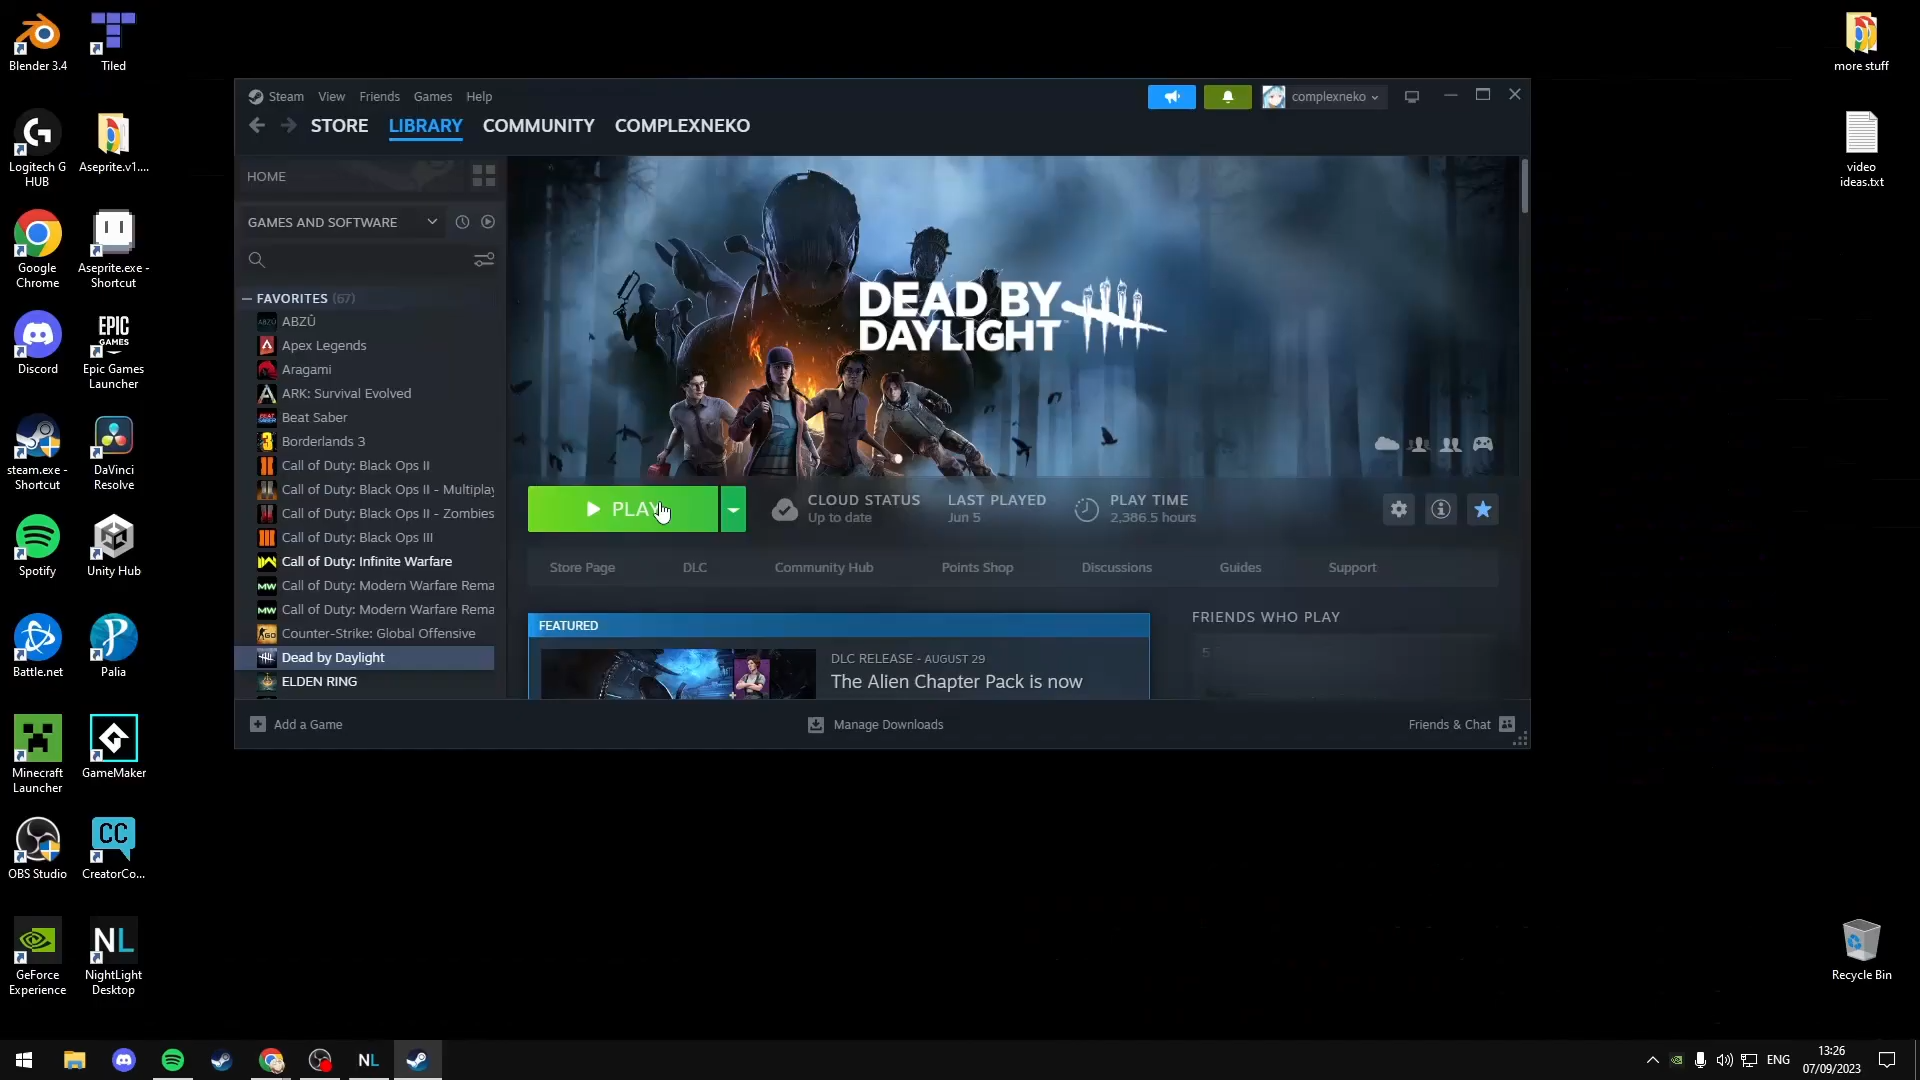 Blender 3.4
Tiled
Logitech G
HUB
Aseprite.v1....
Google
Chrome
Aseprite.exe -
Shortcut
Discord
EPIC
GAMES
Epic Games
Launcher
steam.exe -
Shortcut
DaVinci
Resolve
Spotify
Unity Hub
Battle.net
Palia
Minecraft
Launcher
GameMaker
OBS Studio
CC
CreatorCo...
GeForce
Experience
NL
NightLight
Desktop
more stuff
video
ideas.txt
Recycle Bin
Steam View Friends Games Help
complexneko
STORE LIBRARY COMMUNITY COMPLEXNEKO
HOME
GAMES AND SOFTWARE
FAVORITES (67)
ABZÛ
Apex Legends
Aragami
ARK: Survival Evolved
Beat Saber
Borderlands 3
Call of Duty: Black Ops II
Call of Duty: Black Ops II - Multiplay
Call of Duty: Black Ops II - Zombies
Call of Duty: Black Ops III
Call of Duty: Infinite Warfare
Call of Duty: Modern Warfare Rema
Call of Duty: Modern Warfare Rema
Counter-Strike: Global Offensive
Dead by Daylight
ELDEN RING
DEAD BY
DAYLIGHT™
PLAY
CLOUD STATUS
Up to date
LAST PLAYED
Jun 5
PLAY TIME
2,386.5 hours
Store Page DLC Community Hub Points Shop Discussions Guides Support
FEATURED
DLC RELEASE - AUGUST 29
The Alien Chapter Pack is now
FRIENDS WHO PLAY
Add a Game
Manage Downloads
Friends & Chat
NL
ENG
13:26
07/09/2023